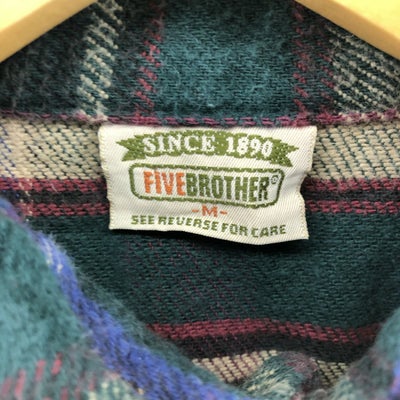 SINCE 1890
FIVEBROTHER®
-M-
SEE REVERSE FOR CARE